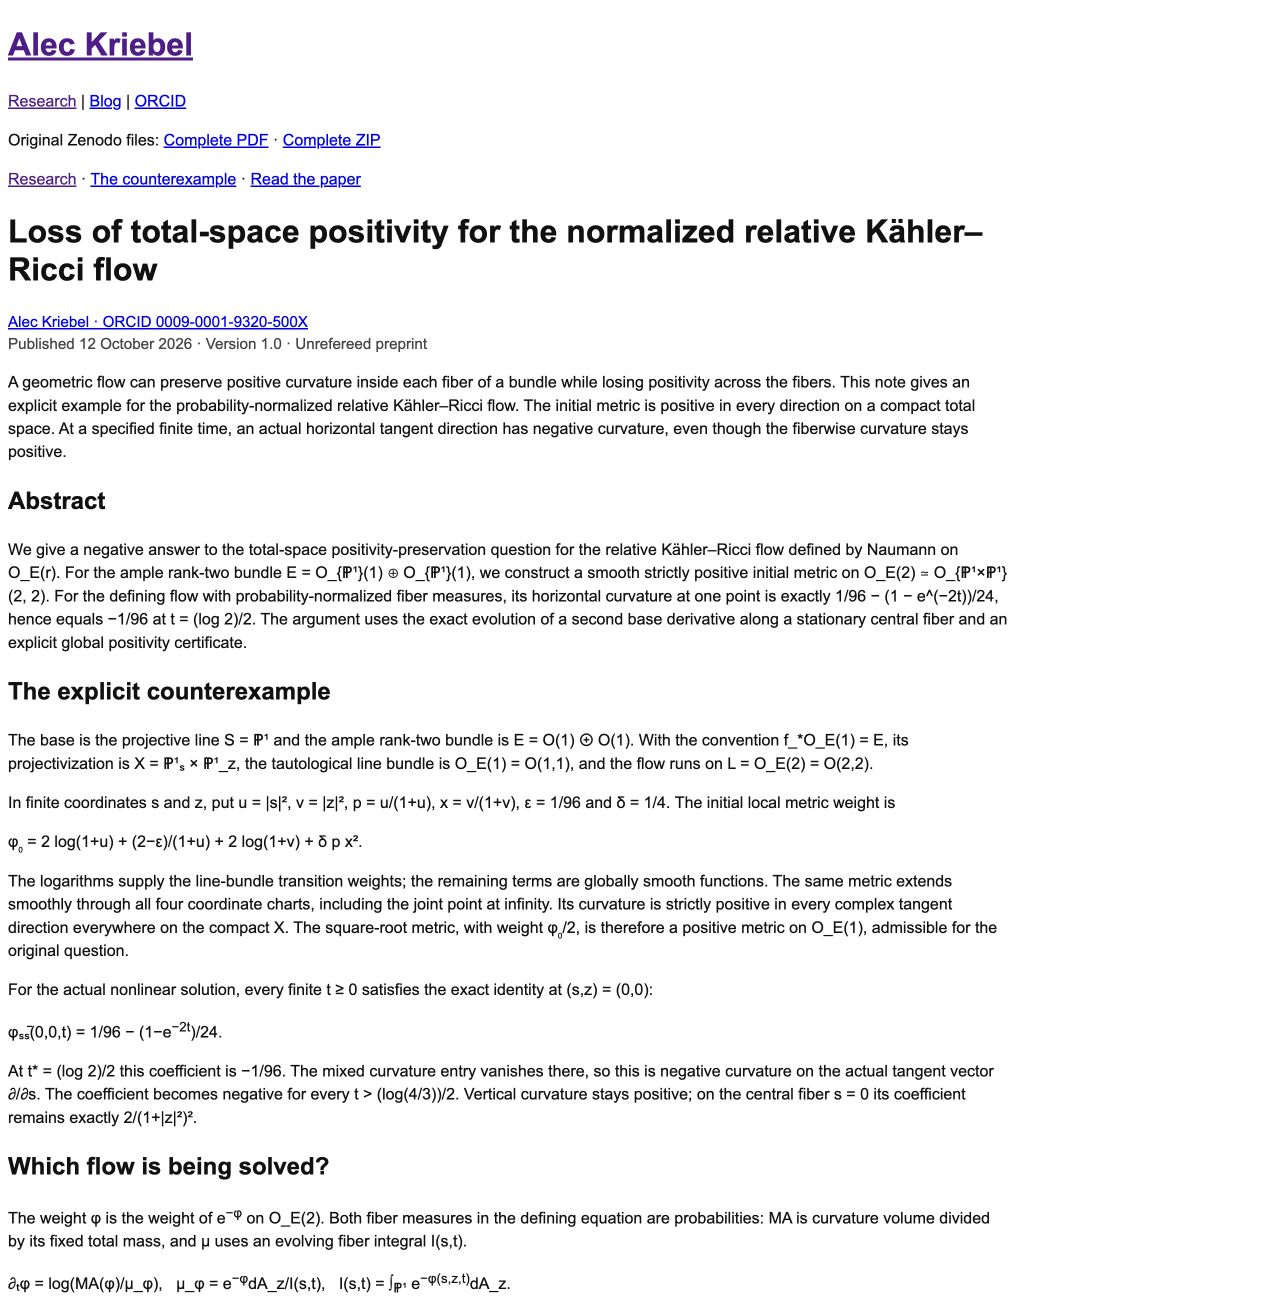 Alec Kriebel
Research | Blog | ORCID
Original Zenodo files: Complete PDF · Complete ZIP
Research · The counterexample · Read the paper
Loss of total-space positivity for the normalized relative Kähler–
Ricci flow
Alec Kriebel · ORCID 0009-0001-9320-500X
Published 12 October 2026 · Version 1.0 · Unrefereed preprint
A geometric flow can preserve positive curvature inside each fiber of a bundle while losing positivity across the fibers. This note gives an
explicit example for the probability-normalized relative Kähler–Ricci flow. The initial metric is positive in every direction on a compact total
space. At a specified finite time, an actual horizontal tangent direction has negative curvature, even though the fiberwise curvature stays
positive.
Abstract
We give a negative answer to the total-space positivity-preservation question for the relative Kähler–Ricci flow defined by Naumann on
O_E(r). For the ample rank-two bundle E = O_{ℙ¹}(1) ⊕ O_{ℙ¹}(1), we construct a smooth strictly positive initial metric on O_E(2) ≃ O_{ℙ¹×ℙ¹}
(2, 2). For the defining flow with probability-normalized fiber measures, its horizontal curvature at one point is exactly 1/96 − (1 − e^(−2t))/24,
hence equals −1/96 at t = (log 2)/2. The argument uses the exact evolution of a second base derivative along a stationary central fiber and an
explicit global positivity certificate.
The explicit counterexample
The base is the projective line S = ℙ¹ and the ample rank-two bundle is E = O(1) ⊕ O(1). With the convention f_*O_E(1) = E, its
projectivization is X = ℙ¹ₛ × ℙ¹_z, the tautological line bundle is O_E(1) = O(1,1), and the flow runs on L = O_E(2) = O(2,2).
In finite coordinates s and z, put u = |s|², v = |z|², p = u/(1+u), x = v/(1+v), ε = 1/96 and δ = 1/4. The initial local metric weight is
φ₀ = 2 log(1+u) + (2−ε)/(1+u) + 2 log(1+v) + δ p x².
The logarithms supply the line-bundle transition weights; the remaining terms are globally smooth functions. The same metric extends
smoothly through all four coordinate charts, including the joint point at infinity. Its curvature is strictly positive in every complex tangent
direction everywhere on the compact X. The square-root metric, with weight φ₀/2, is therefore a positive metric on O_E(1), admissible for the
original question.
For the actual nonlinear solution, every finite t ≥ 0 satisfies the exact identity at (s,z) = (0,0):
φₛₛ̄(0,0,t) = 1/96 − (1−e⁻²ᵗ)/24.
At t* = (log 2)/2 this coefficient is −1/96. The mixed curvature entry vanishes there, so this is negative curvature on the actual tangent vector
∂/∂s. The coefficient becomes negative for every t > (log(4/3))/2. Vertical curvature stays positive; on the central fiber s = 0 its coefficient
remains exactly 2/(1+|z|²)².
Which flow is being solved?
The weight φ is the weight of e^−φ on O_E(2). Both fiber measures in the defining equation are probabilities: MA is curvature volume divided
by its fixed total mass, and μ uses an evolving fiber integral I(s,t).
∂ₜφ = log(MA(φ)/μ_φ), μ_φ = e^−φdA_z/I(s,t), I(s,t) = ∫_ℙ¹ e^−φ(s,z,t)dA_z.